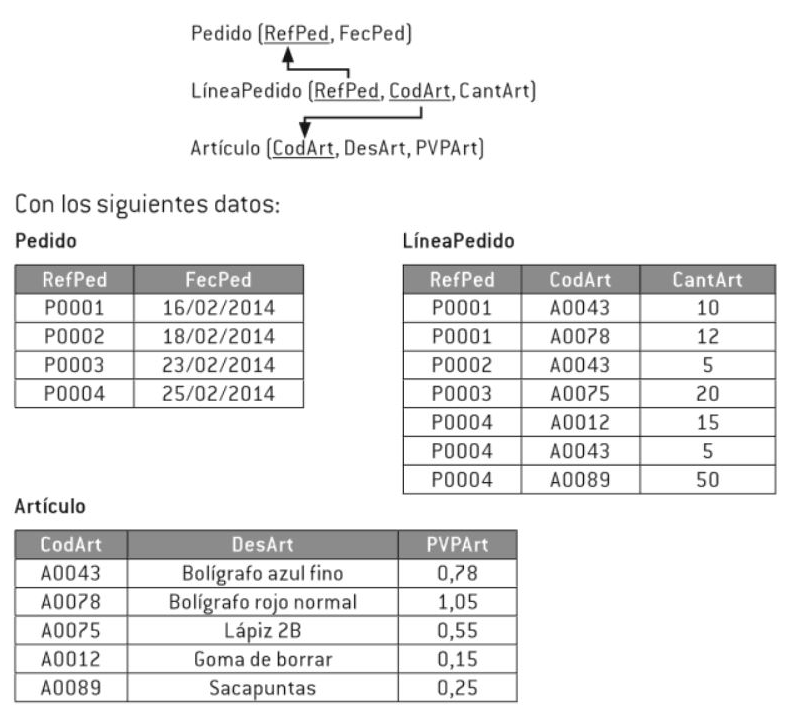 Pedido (RefPed, FecPed)
LíneaPedido (RefPed, CodArt, CantArt)
Artículo (CodArt, DesArt, PVPArt)
Con los siguientes datos:
Pedido
RefPed FecPed
P0001 16/02/2014
P0002 18/02/2014
P0003 23/02/2014
P0004 25/02/2014
LíneaPedido
RefPed CodArt CantArt
P0001 A0043 10
P0001 A0078 12
P0002 A0043 5
P0003 A0075 20
P0004 A0012 15
P0004 A0043 5
P0004 A0089 50
Artículo
CodArt DesArt PVPArt
A0043 Bolígrafo azul fino 0,78
A0078 Bolígrafo rojo normal 1,05
A0075 Lápiz 2B 0,55
A0012 Goma de borrar 0,15
A0089 Sacapuntas 0,25